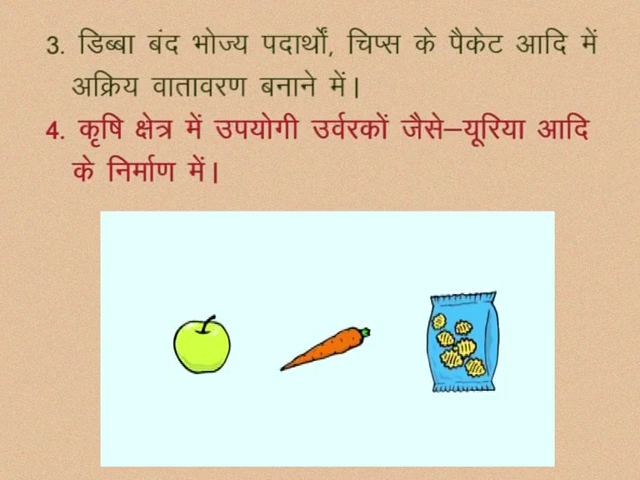 3. डिब्बा बंद भोज्य पदार्थों, चिप्स के पैकेट आदि में
अक्रिय वातावरण बनाने में।
4. कृषि क्षेत्र में उपयोगी उर्वरकों जैसे–यूरिया आदि
के निर्माण में।